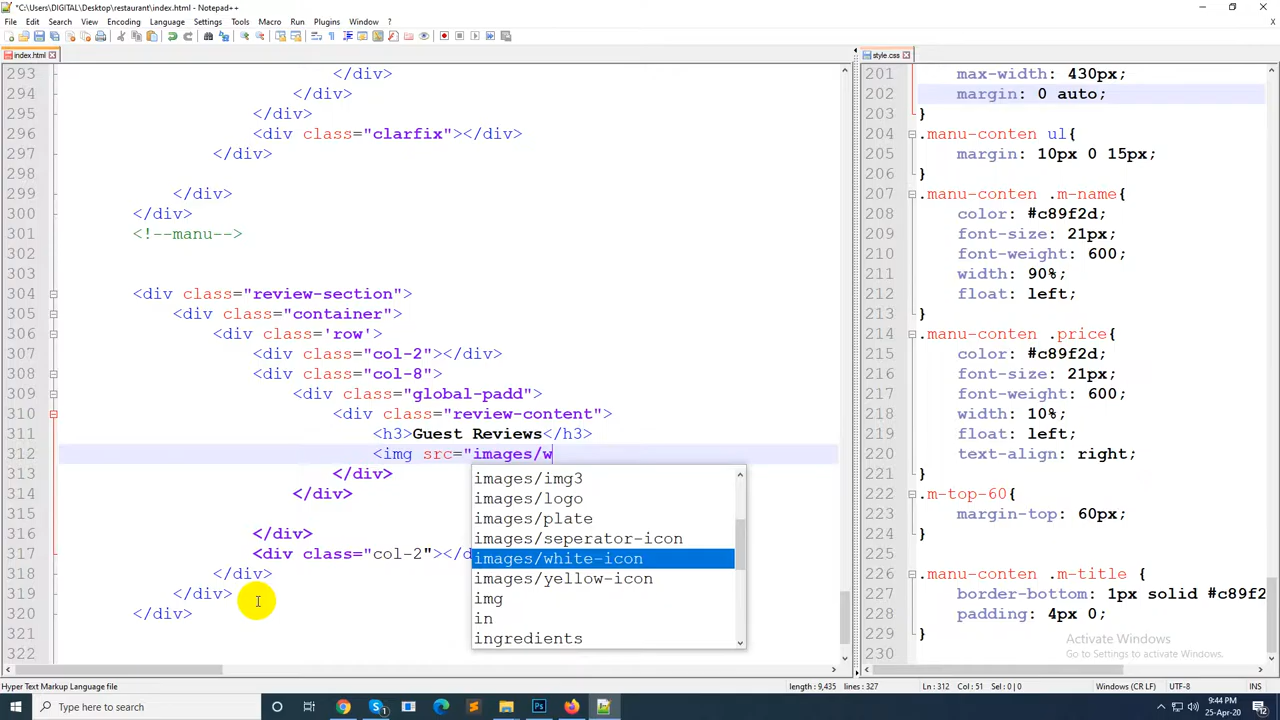 *C:\Users\DIGITAL\Desktop\restaurant\index.html - Notepad++
File Edit Search View Encoding Language Settings Tools Macro Run Plugins Window ?
index.html
293 </div>
294 </div>
295 </div>
296 <div class="clarfix"></div>
297 </div>
298
299 </div>
300 </div>
301 <!--manu-->
302
303
304 <div class="review-section">
305 <div class="container">
306 <div class='row'>
307 <div class="col-2"></div>
308 <div class="col-8">
309 <div class="global-padd">
310 <div class="review-content">
311 <h3>Guest Reviews</h3>
312 <img src="images/w
313 </div>
314 </div>
315
316 </div>
317 <div class="col-2"></d
318 </div>
319 </div>
320 </div>
321
322
images/img3
images/logo
images/plate
images/seperator-icon
images/white-icon
images/yellow-icon
img
in
ingredients
style.css
201 max-width: 430px;
202 margin: 0 auto;
203 }
204 .manu-conten ul{
205 margin: 10px 0 15px;
206 }
207 .manu-conten .m-name{
208 color: #c89f2d;
209 font-size: 21px;
210 font-weight: 600;
211 width: 90%;
212 float: left;
213 }
214 .manu-conten .price{
215 color: #c89f2d;
216 font-size: 21px;
217 font-weight: 600;
218 width: 10%;
219 float: left;
220 text-align: right;
221 }
222 .m-top-60{
223 margin-top: 60px;
224 }
225
226 .manu-conten .m-title {
227 border-bottom: 1px solid #c89f2
228 padding: 4px 0;
229 }
230
Activate Windows
Go to Settings to activate Windows.
Hyper Text Markup Language file length : 9,435 lines : 327 Ln : 312 Col : 51 Sel : 0 | 0 Windows (CR LF) UTF-8 INS
Type here to search
9:44 PM
25-Apr-20